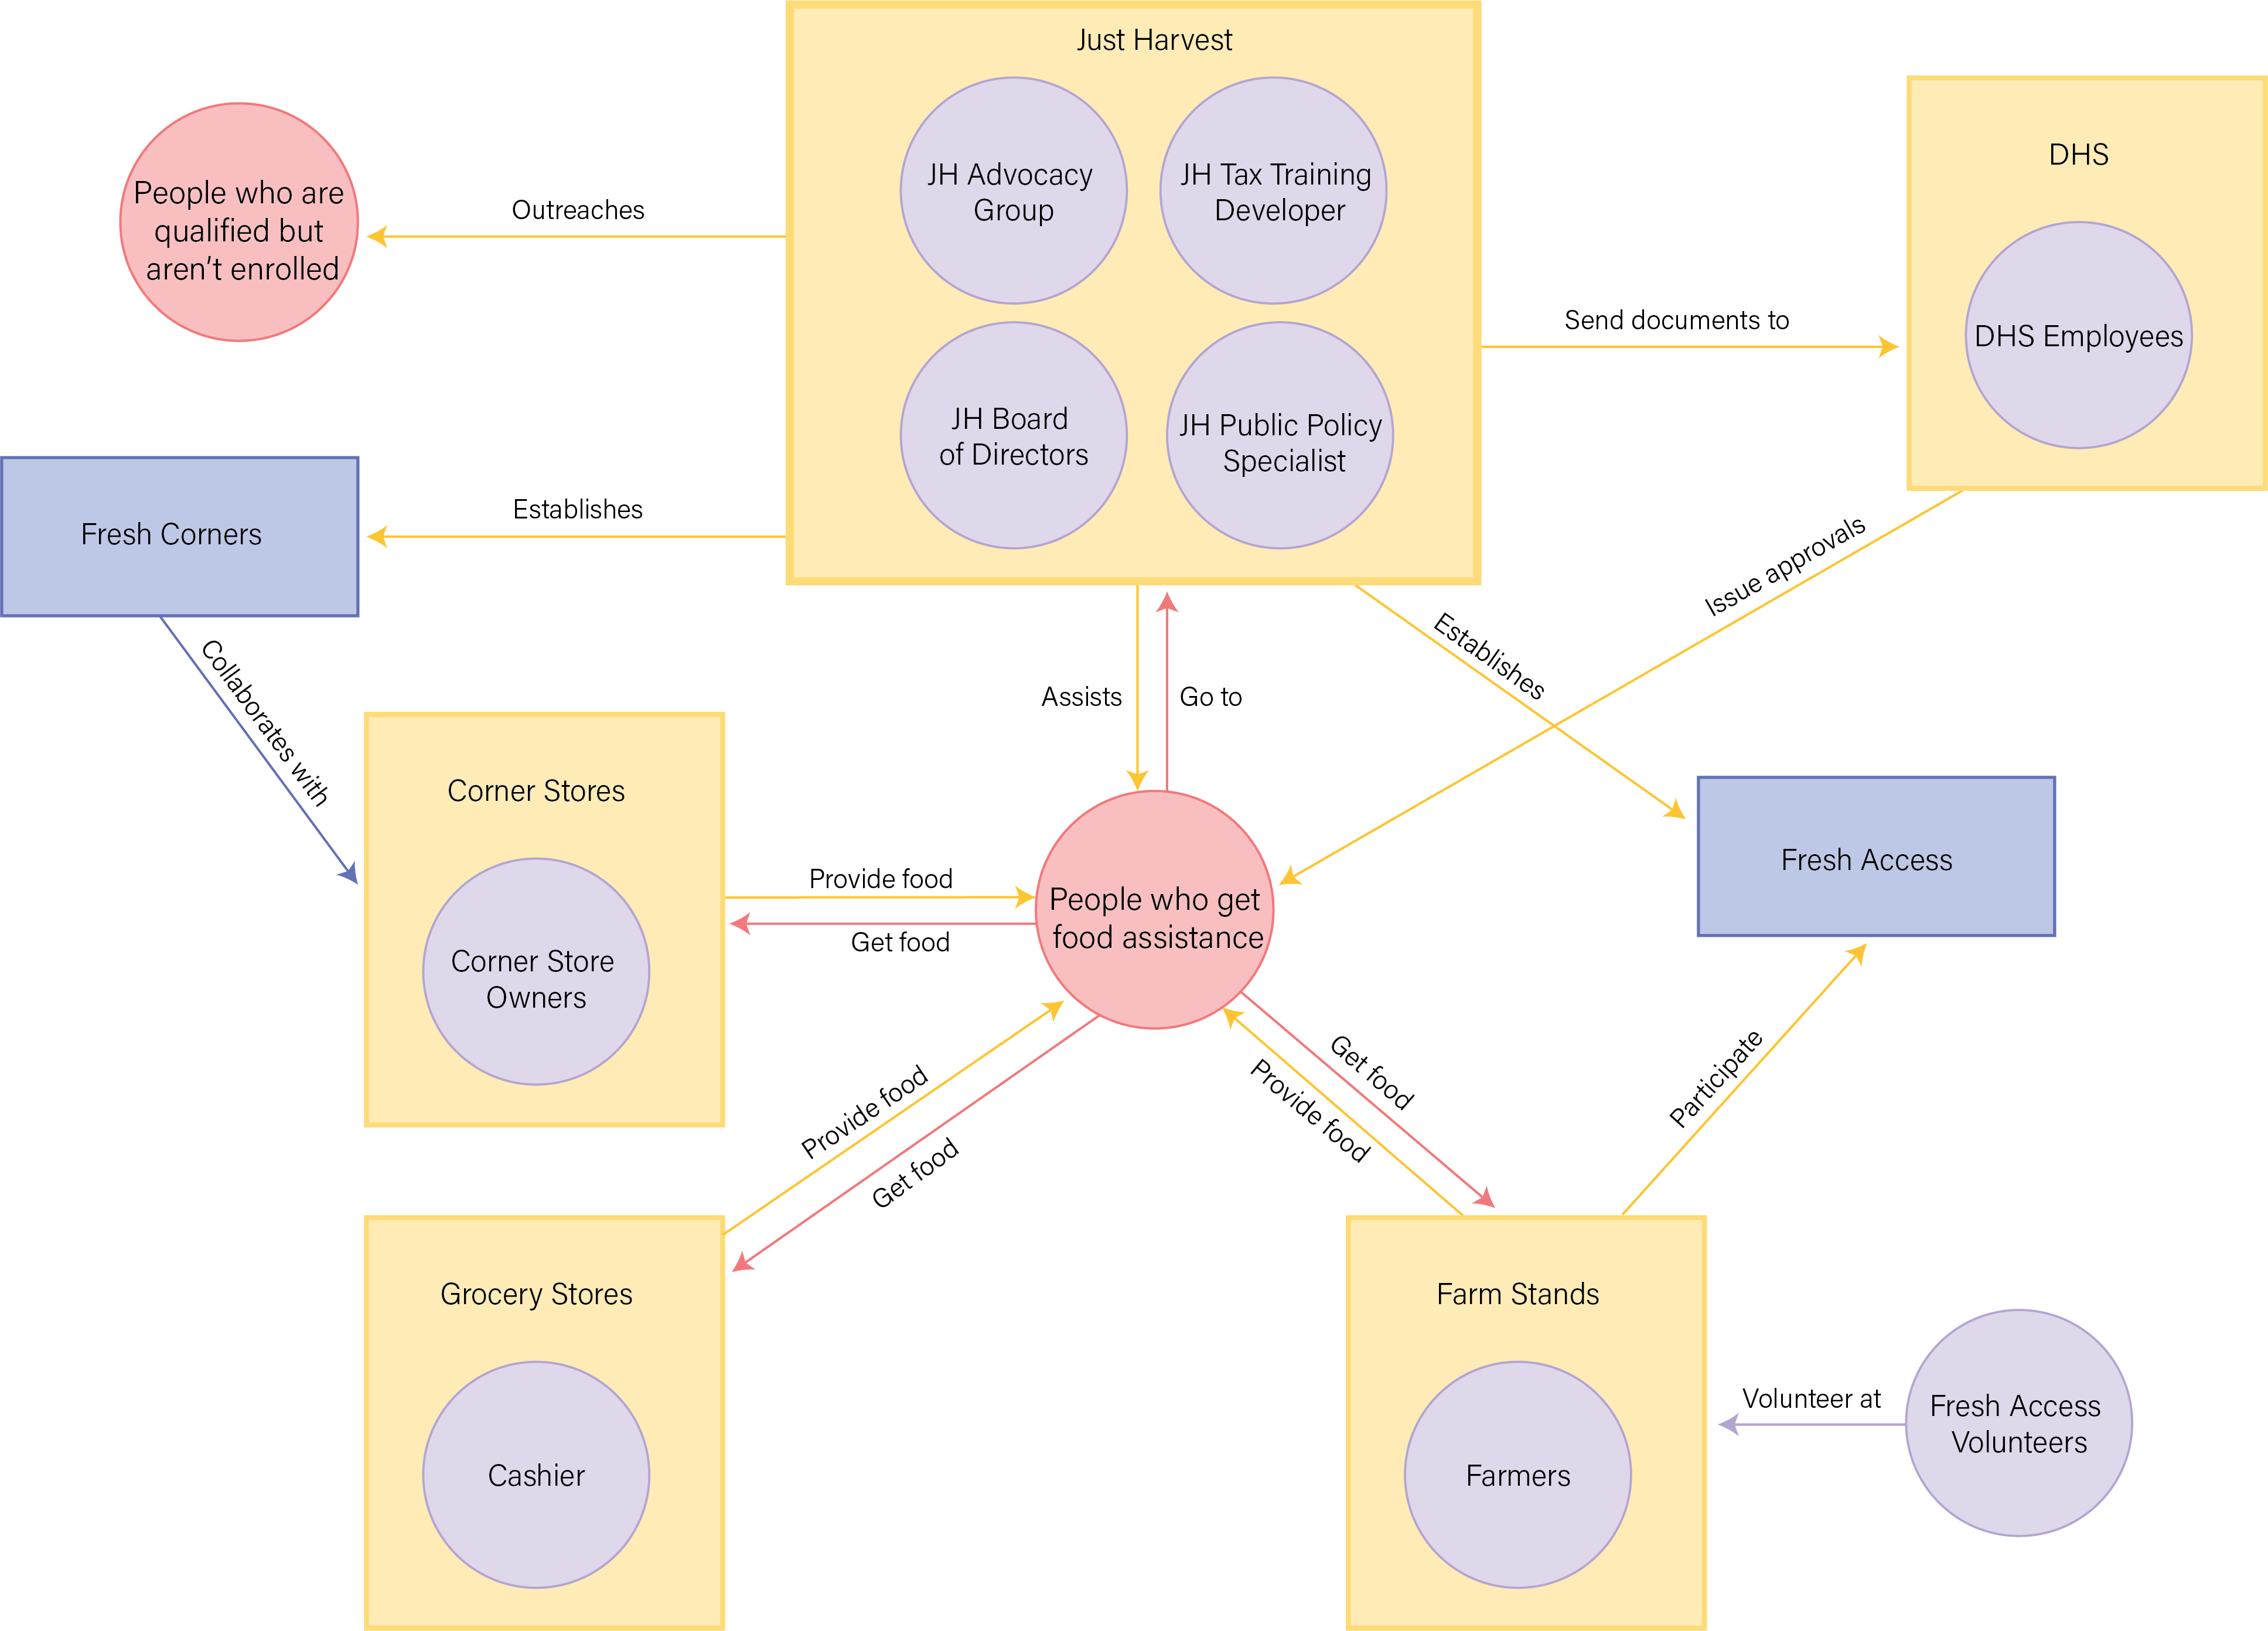 Just Harvest
JH Advocacy
Group
JH Tax Training
Developer
JH Board
of Directors
JH Public Policy
Specialist
DHS
DHS Employees
People who are
qualified but
aren’t enrolled
Outreaches
Send documents to
Fresh Corners
Establishes
Issue approvals
Collaborates with
Assists
Go to
Establishes
Corner Stores
Corner Store
Owners
Provide food
Get food
People who get
food assistance
Fresh Access
Provide food
Get food
Get food
Provide food
Participate
Grocery Stores
Cashier
Farm Stands
Farmers
Volunteer at
Fresh Access
Volunteers